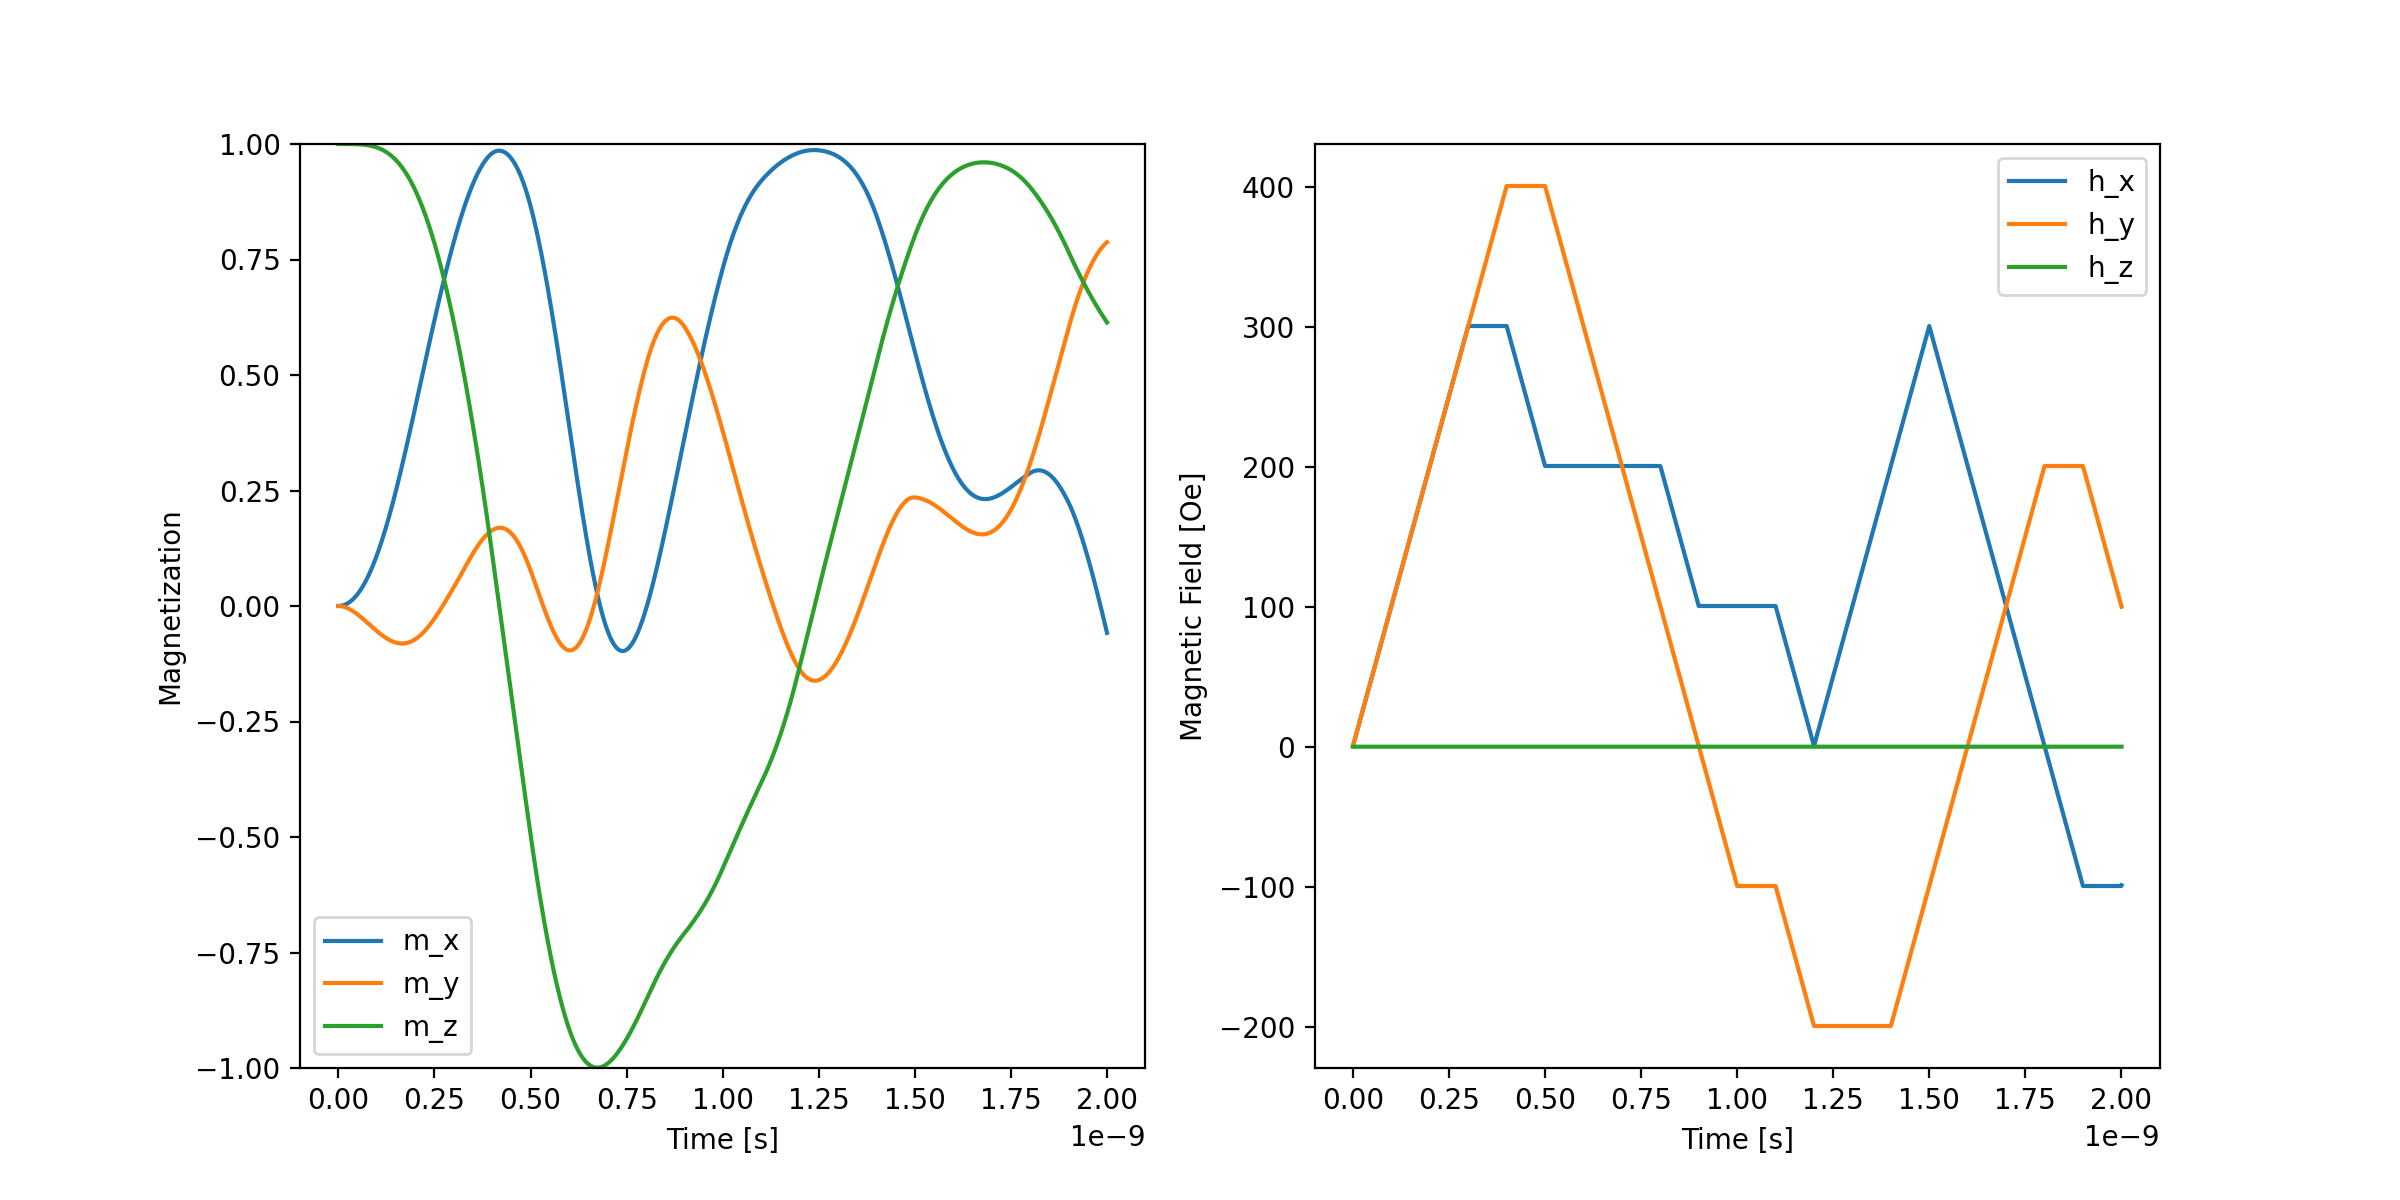 Magnetization
1.00
0.75
0.50
0.25
0.00
−0.25
−0.50
−0.75
−1.00
m_x
m_y
m_z
0.00 0.25 0.50 0.75 1.00 1.25 1.50 1.75 2.00
Time [s]
1e−9
Magnetic Field [Oe]
400
300
200
100
0
−100
−200
h_x
h_y
h_z
0.00 0.25 0.50 0.75 1.00 1.25 1.50 1.75 2.00
Time [s]
1e−9